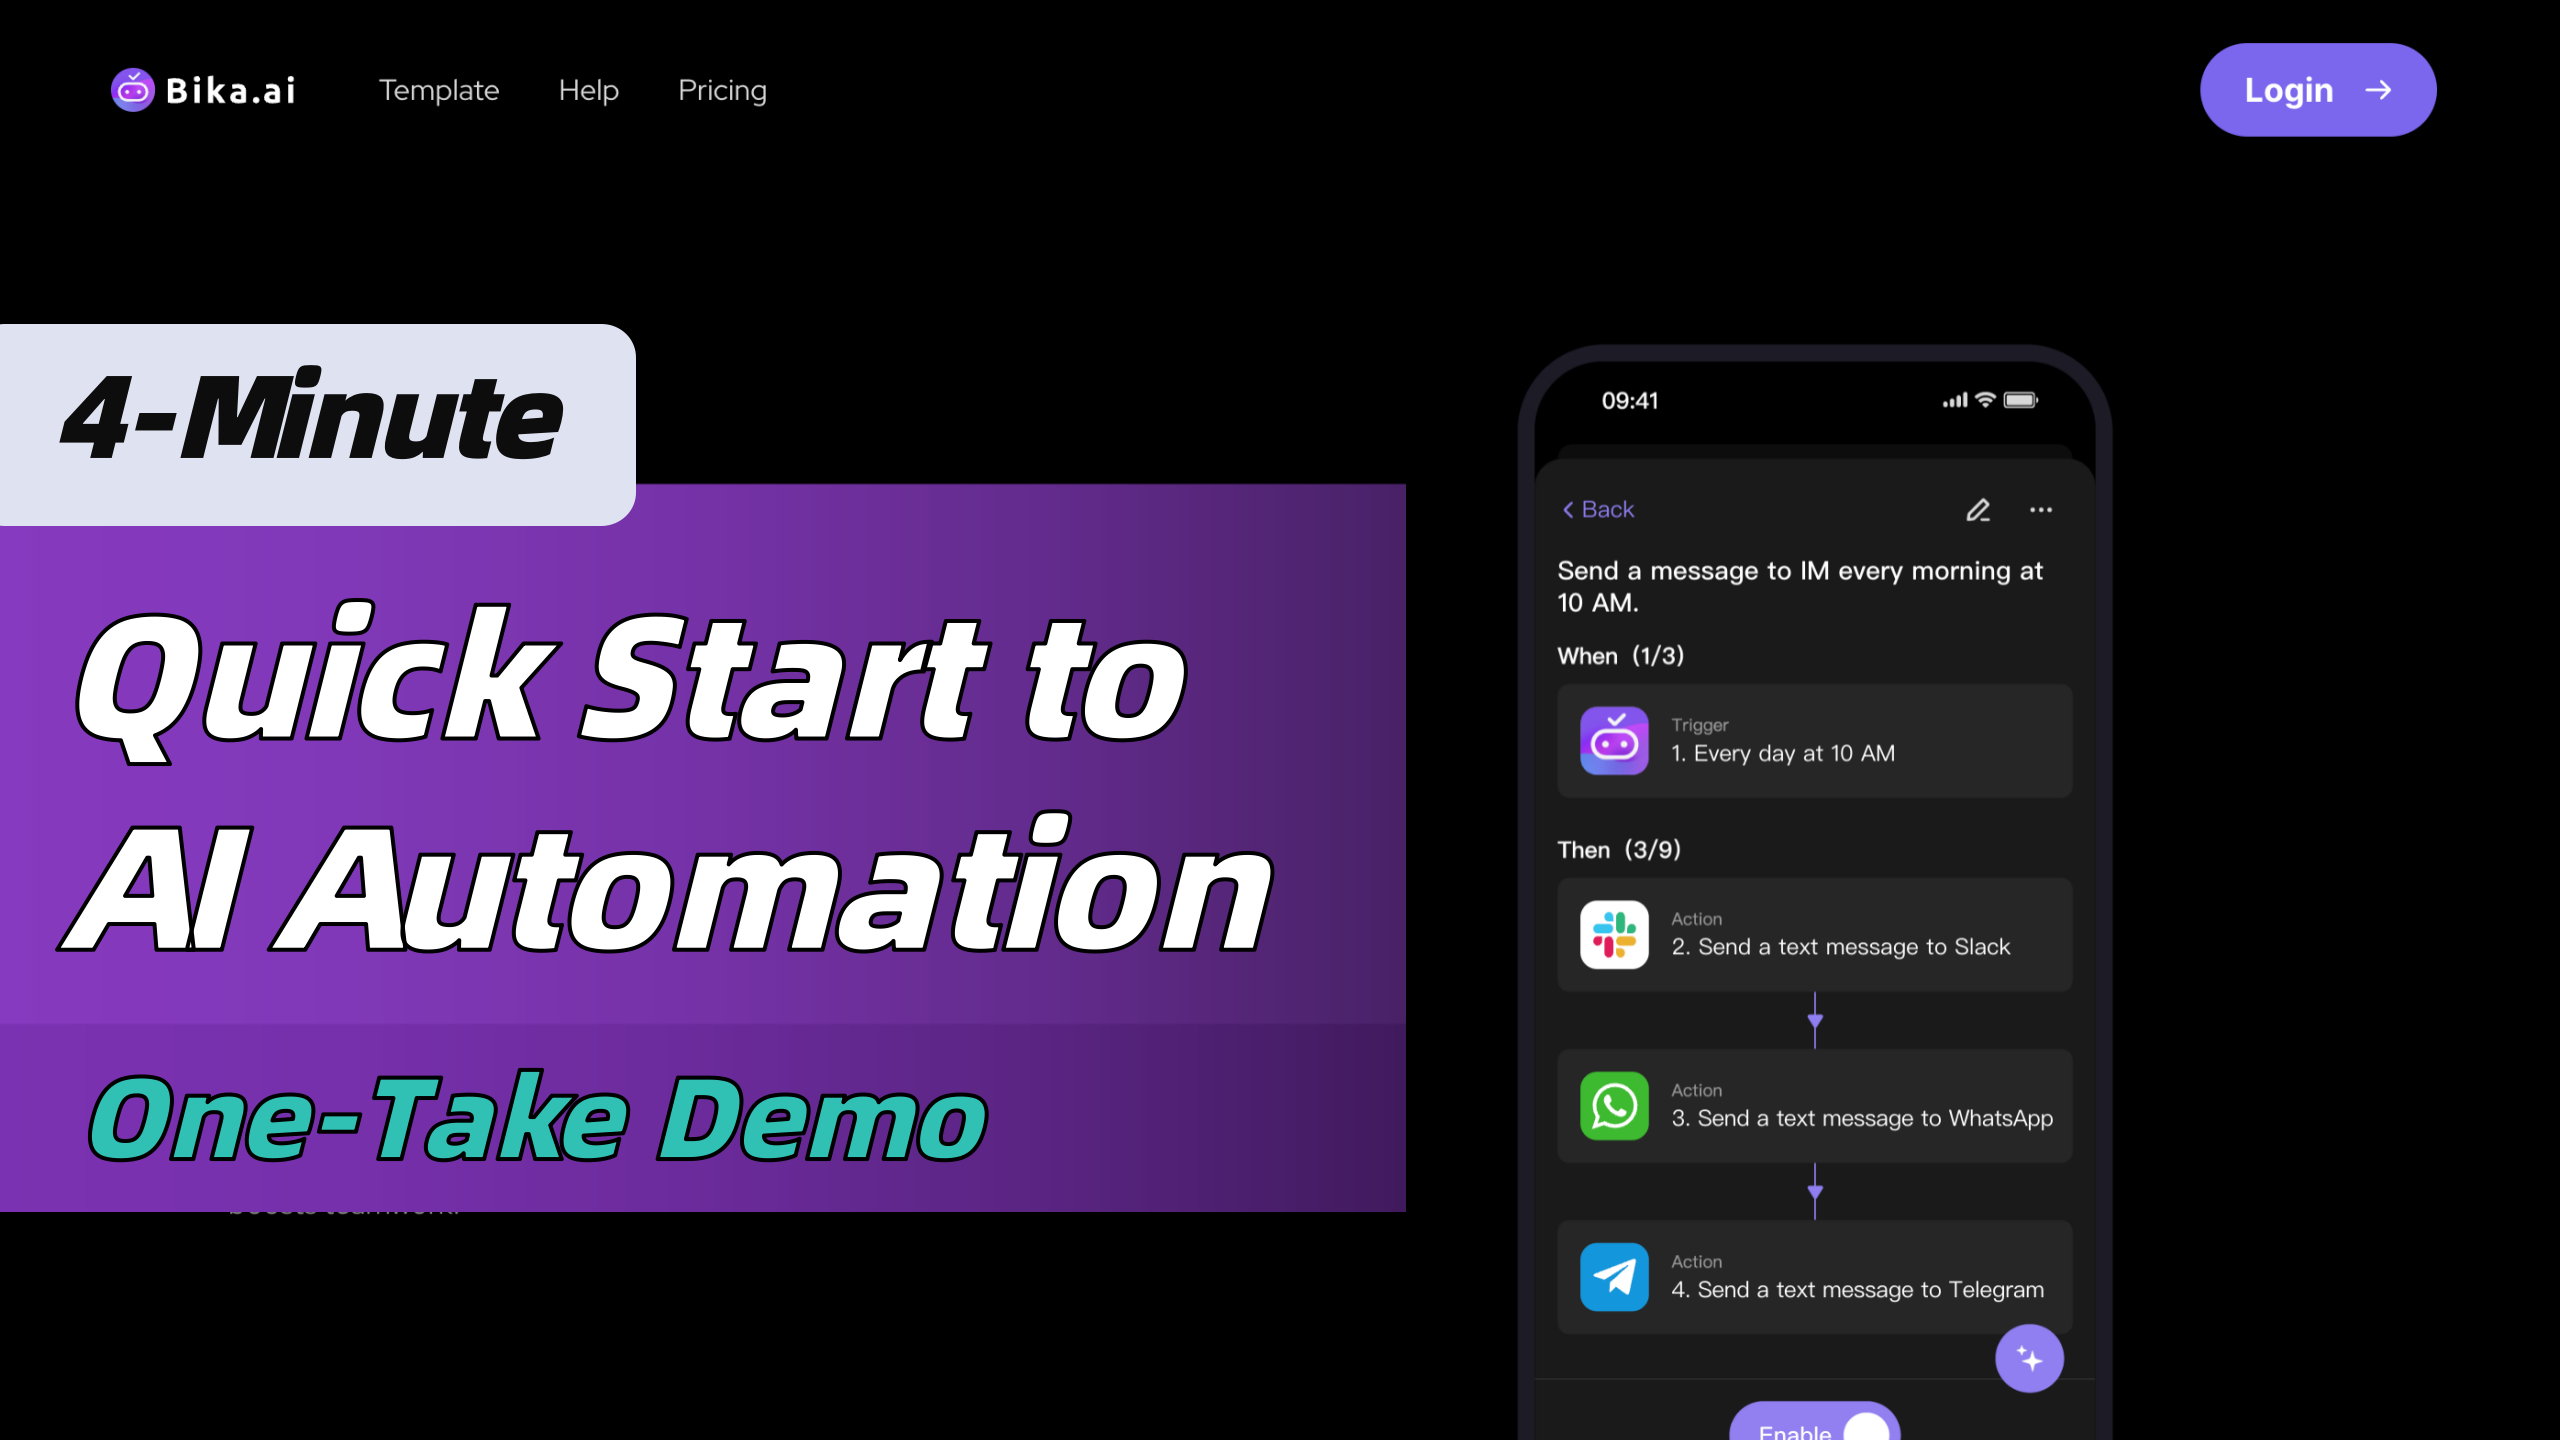 Bika.ai
Template
Help
Pricing
Login
4-Minute
Quick Start to
AI Automation
One-Take Demo
boosts teamwork.
09:41
Back
Send a message to IM every morning at
10 AM.
When (1/3)
Trigger
1. Every day at 10 AM
Then (3/9)
Action
2. Send a text message to Slack
Action
3. Send a text message to WhatsApp
Action
4. Send a text message to Telegram
Enable